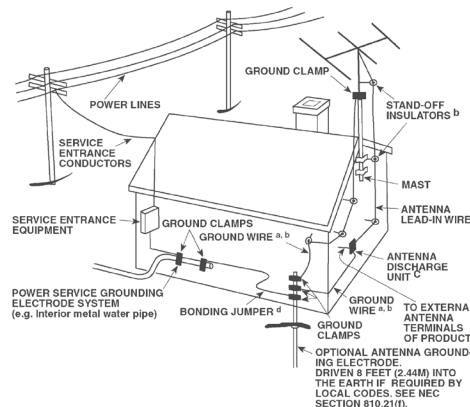 GROUND CLAMP
POWER LINES
STAND-OFF
INSULATORS b
SERVICE
ENTRANCE
CONDUCTORS
MAST
ANTENNA
LEAD-IN WIRE
SERVICE ENTRANCE
EQUIPMENT
GROUND CLAMPS
GROUND WIRE a, b
ANTENNA
DISCHARGE
UNIT C
POWER SERVICE GROUNDING
ELECTRODE SYSTEM
(e.g. Interior metal water pipe)
BONDING JUMPER d
GROUND
WIRE a, b
GROUND
CLAMPS
TO EXTERNA
ANTENNA
TERMINALS
OF PRODUCT
OPTIONAL ANTENNA GROUND-
ING ELECTRODE.
DRIVEN 8 FEET (2.44M) INTO
THE EARTH IF REQUIRED BY
LOCAL CODES. SEE NEC
SECTION 810.21(f).